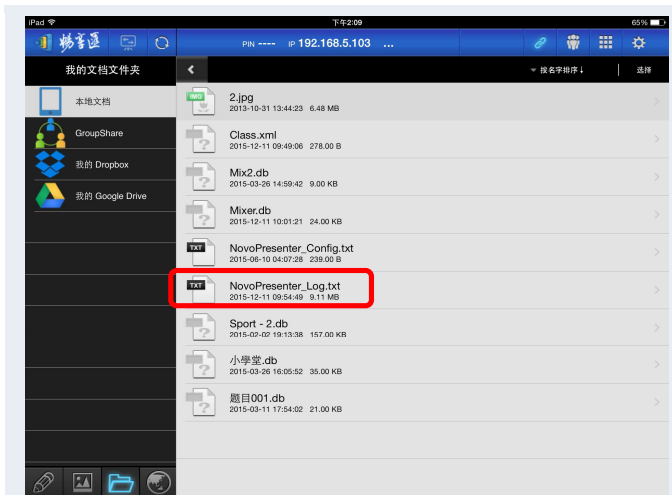 iPad
下午2:09
65%
畅享汇
PIN ---- IP 192.168.5.103 ...
我的文档文件夹
按名字排序↓
选择
本地文档
GroupShare
我的 Dropbox
我的 Google Drive
IMG
2.jpg
2013-10-31 13:44:23 6.48 MB
Class.xml
2015-12-11 09:49:06 278.00 B
Mix2.db
2015-03-26 14:59:42 9.00 KB
Mixer.db
2015-12-11 10:01:21 24.00 KB
TXT
NovoPresenter_Config.txt
2015-06-10 04:07:28 239.00 B
TXT
NovoPresenter_Log.txt
2015-12-11 09:54:49 9.11 MB
Sport - 2.db
2015-02-02 19:13:38 157.00 KB
小學堂.db
2015-03-26 16:05:52 35.00 KB
題目001.db
2015-03-11 17:54:02 21.00 KB